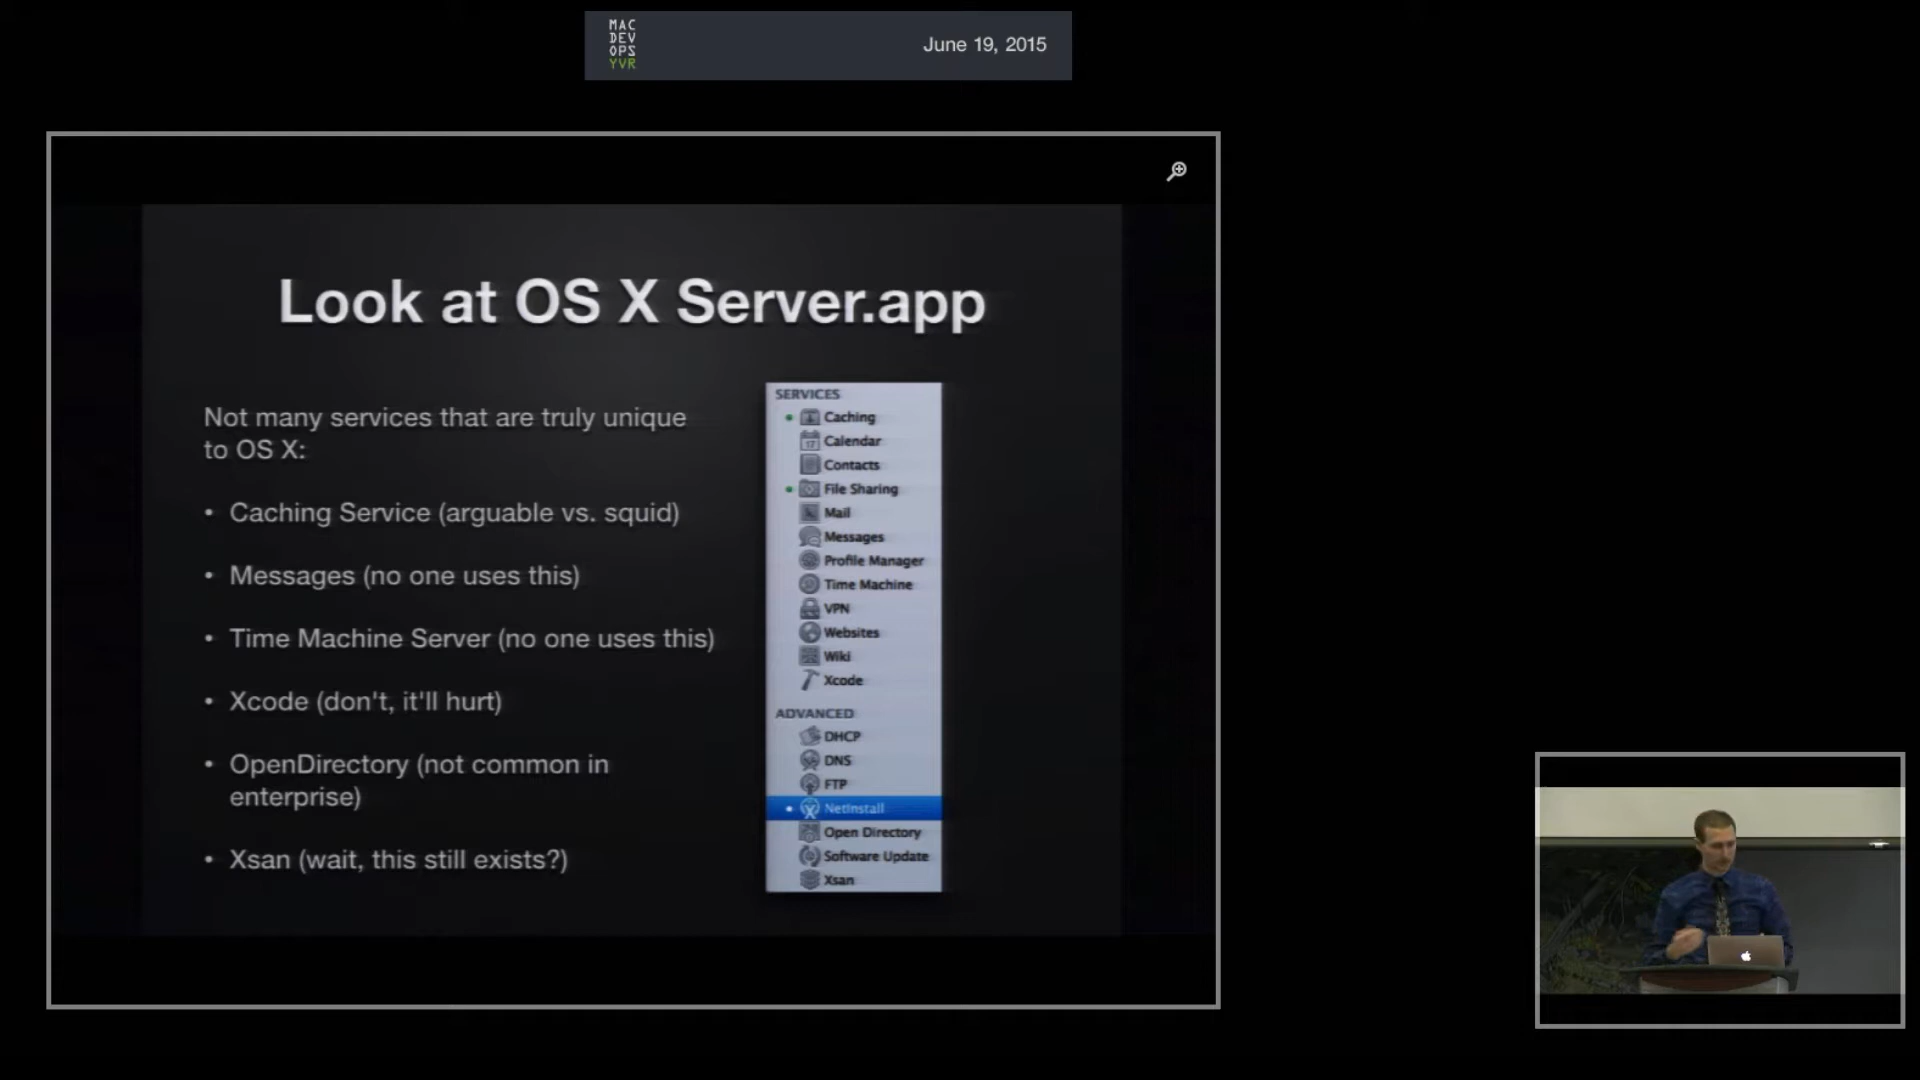 MAC
DEV
OPS
YVR
June 19, 2015
Look at OS X Server.app
Not many services that are truly unique
to OS X:
• Caching Service (arguable vs. squid)
• Messages (no one uses this)
• Time Machine Server (no one uses this)
• Xcode (don't, it'll hurt)
• OpenDirectory (not common in
enterprise)
• Xsan (wait, this still exists?)
SERVICES
Caching
17 Calendar
Contacts
File Sharing
Mail
Messages
Profile Manager
Time Machine
VPN
Websites
Wiki
Xcode
ADVANCED
DHCP
DNS
FTP
NetInstall
Open Directory
Software Update
Xsan